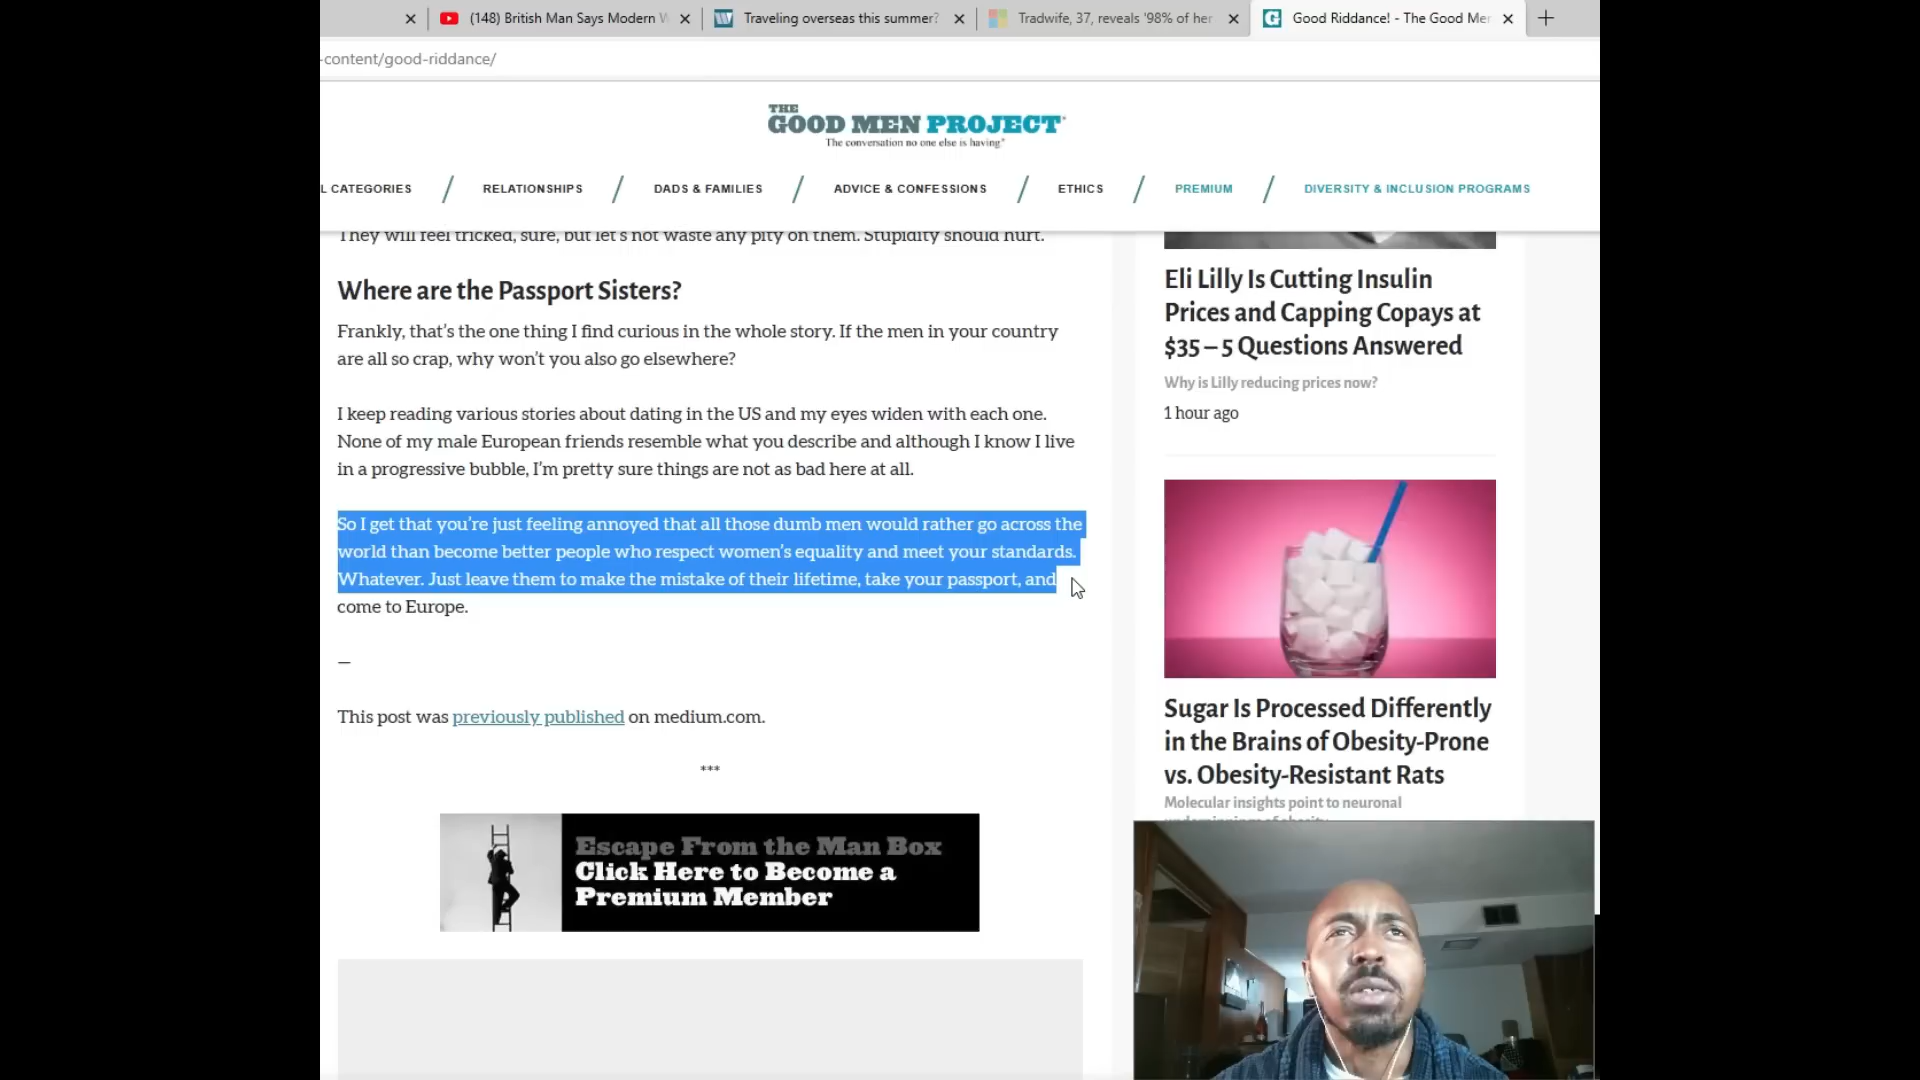 (148) British Man Says Modern W
Traveling overseas this summer?
Tradwife, 37, reveals '98% of her
Good Riddance! - The Good Mer
-content/good-riddance/
THE
GOOD MEN PROJECT
The conversation no one else is having®
L CATEGORIES / RELATIONSHIPS / DADS & FAMILIES / ADVICE & CONFESSIONS / ETHICS / PREMIUM / DIVERSITY & INCLUSION PROGRAMS
They will feel tricked, sure, but let's not waste any pity on them. Stupidity should hurt.
Where are the Passport Sisters?
Frankly, that's the one thing I find curious in the whole story. If the men in your country
are all so crap, why won't you also go elsewhere?
I keep reading various stories about dating in the US and my eyes widen with each one.
None of my male European friends resemble what you describe and although I know I live
in a progressive bubble, I'm pretty sure things are not as bad here at all.
So I get that you're just feeling annoyed that all those dumb men would rather go across the
world than become better people who respect women's equality and meet your standards.
Whatever. Just leave them to make the mistake of their lifetime, take your passport, and
come to Europe.
—
This post was previously published on medium.com.
***
Escape From the Man Box
Click Here to Become a
Premium Member
Eli Lilly Is Cutting Insulin
Prices and Capping Copays at
$35 – 5 Questions Answered
Why is Lilly reducing prices now?
1 hour ago
Sugar Is Processed Differently
in the Brains of Obesity-Prone
vs. Obesity-Resistant Rats
Molecular insights point to neuronal